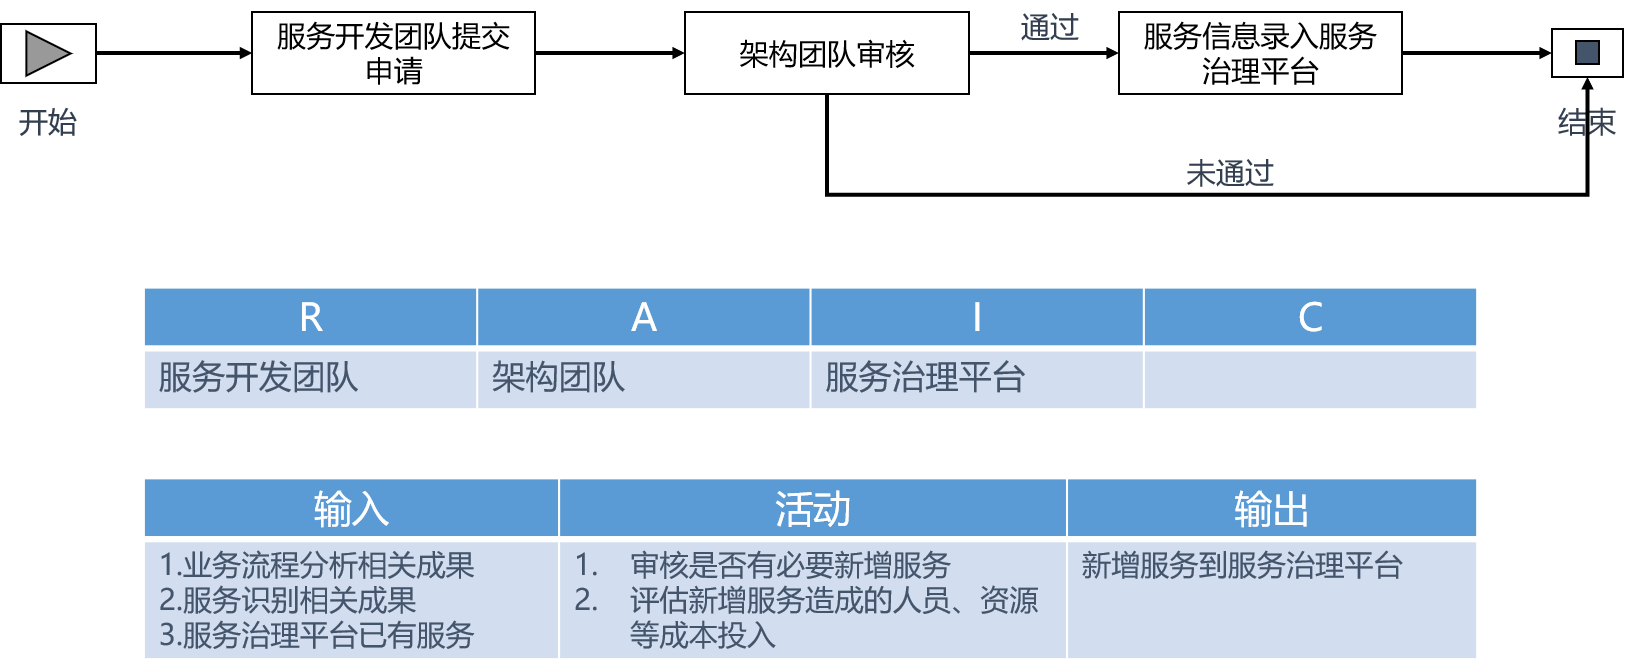 开始
服务开发团队提交
申请
架构团队审核
通过
服务信息录入服务
治理平台
结束
未通过
R A I C
服务开发团队 架构团队 服务治理平台
输入 活动 输出
1.业务流程分析相关成果
2.服务识别相关成果
3.服务治理平台已有服务
1. 审核是否有必要新增服务
2. 评估新增服务造成的人员、资源
等成本投入
新增服务到服务治理平台